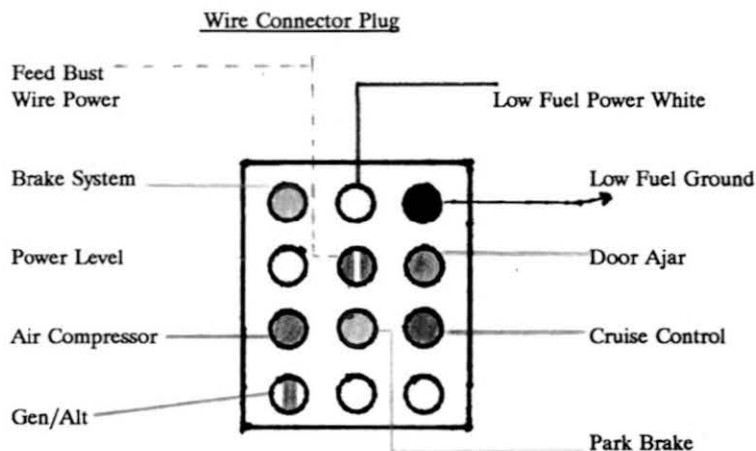 Wire Connector Plug
Feed Bust
Wire Power
Low Fuel Power White
Brake System
Low Fuel Ground
Power Level
Door Ajar
Air Compressor
Cruise Control
Gen/Alt
Park Brake